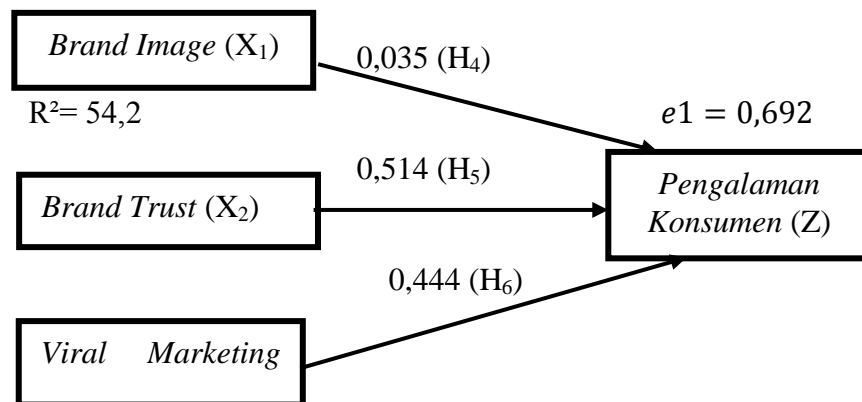 Brand Image (X₁)
0,035 (H₄)
R²= 54,2
e1 = 0,692
0,514 (H₅)
Brand Trust (X₂)
Pengalaman
Konsumen (Z)
0,444 (H₆)
Viral Marketing